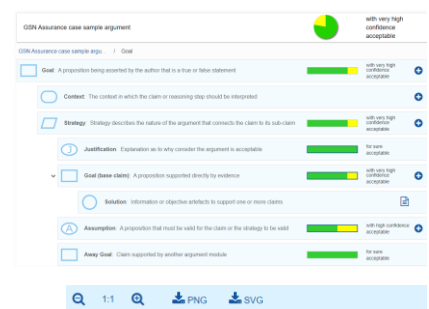 GSN Assurance case sample argument
with very high
confidence
acceptable
GSN Assurance case sample argu... / Goal
Goal A proposition being asserted by the author that is a true or false statement
with very high
confidence
acceptable
Context The context in which the claim or reasoning step should be interpreted
Strategy Strategy describes the nature of the argument that connects the claim to its sub-claim
with very high
confidence
acceptable
J Justification Explanation as to why consider the argument is acceptable
for sure
acceptable
Goal (base claim) A proposition supported directly by evidence
with very high
confidence
acceptable
Solution Information or objective artefacts to support one or more claims
A Assumption A proposition that must be valid for the claim or the strategy to be valid
with high confidence
acceptable
Away Goal Claim supported by another argument module
for sure
acceptable
1:1 PNG SVG